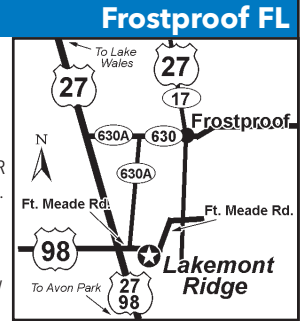 Frostproof FL
To Lake
Wales
27
27
17
Frostproof
N
630A
630
630A
R
Ft. Meade Rd.
Ft. Meade Rd.
98
Lakemont
Ridge
To Avon Park
27
98